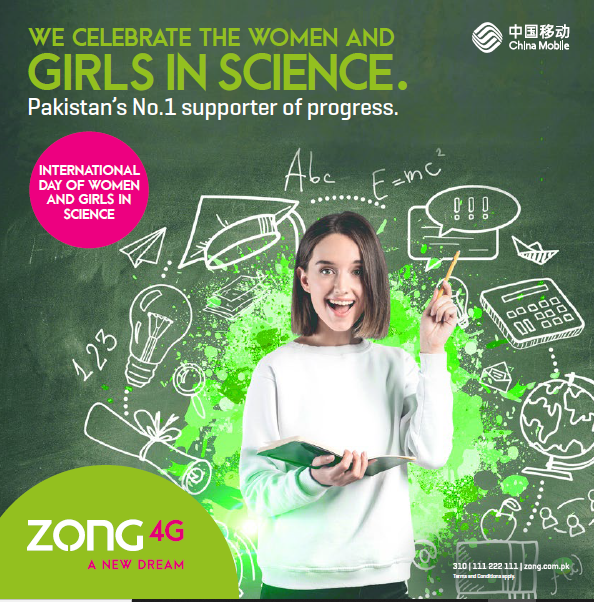 WE CELEBRATE THE WOMEN AND
GIRLS IN SCIENCE.
Pakistan's No.1 supporter of progress.
中国移动
China Mobile
INTERNATIONAL
DAY OF WOMEN
AND GIRLS IN
SCIENCE
Abc
E=mc²
!!!
123
ZONG 4G
A NEW DREAM
310 | 111 222 111 | zong.com.pk
Terms and Conditions apply.